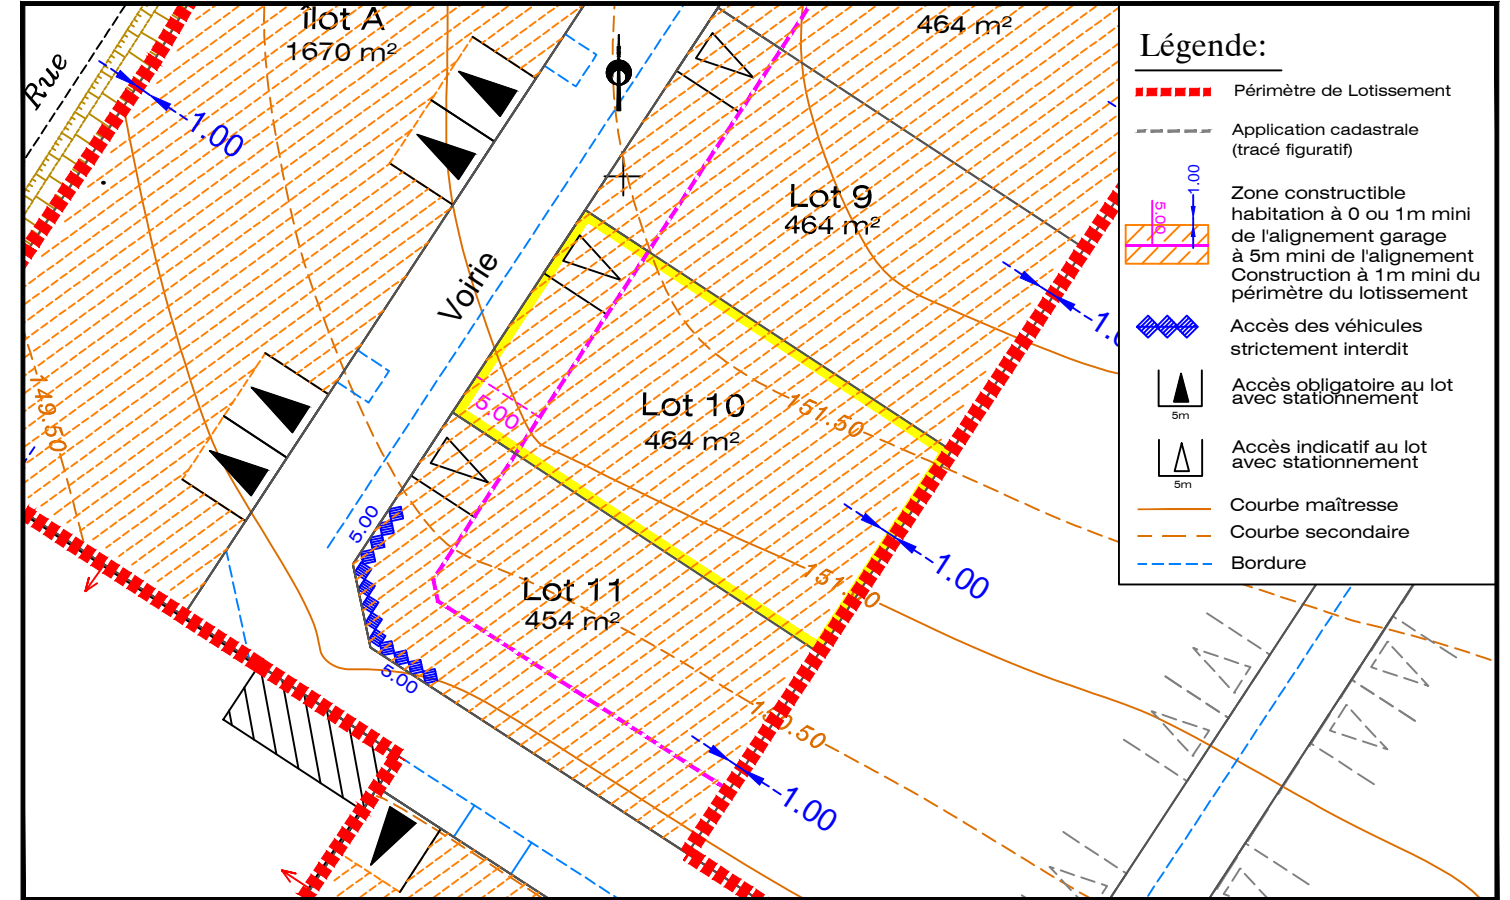 îlot A
1670 m²
464 m²
Rue
1.00
Lot 9
464 m²
Voirie
149.50
5.00
Lot 10
464 m²
151.50
5.00
Lot 11
454 m²
1.00
5.00
150.50
1.00
Légende:
Périmètre de Lotissement
Application cadastrale
(tracé figuratif)
1.00
5.00
Zone constructible
habitation à 0 ou 1m mini
de l'alignement garage
à 5m mini de l'alignement
Construction à 1m mini du
périmètre du lotissement
Accès des véhicules
strictement interdit
Accès obligatoire au lot
avec stationnement
5m
Accès indicatif au lot
avec stationnement
5m
Courbe maîtresse
Courbe secondaire
Bordure